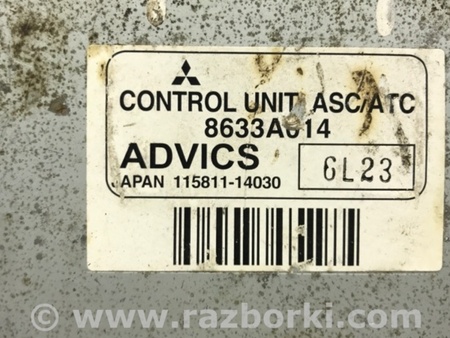 CONTROL UNIT ASC/ATC
8633A014
ADVICS
6L23
APAN 115811-14030
www.razborki.com